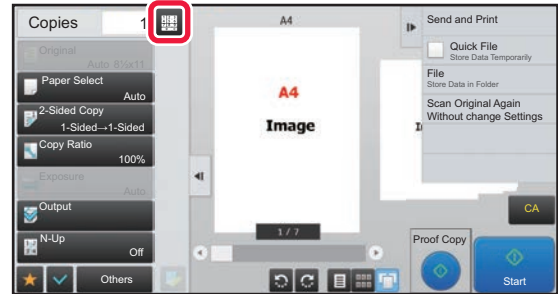 Copies 1
Original
Auto 8½x11
Paper Select
Auto
2-Sided Copy
1-Sided→1-Sided
Copy Ratio
100%
Exposure
Auto
Output
N-Up
Off
Others
A4
A4
Image
1 / 7
Send and Print
Quick File
Store Data Temporarily
File
Store Data in Folder
Scan Original Again
Without change Settings
CA
Proof Copy
Start